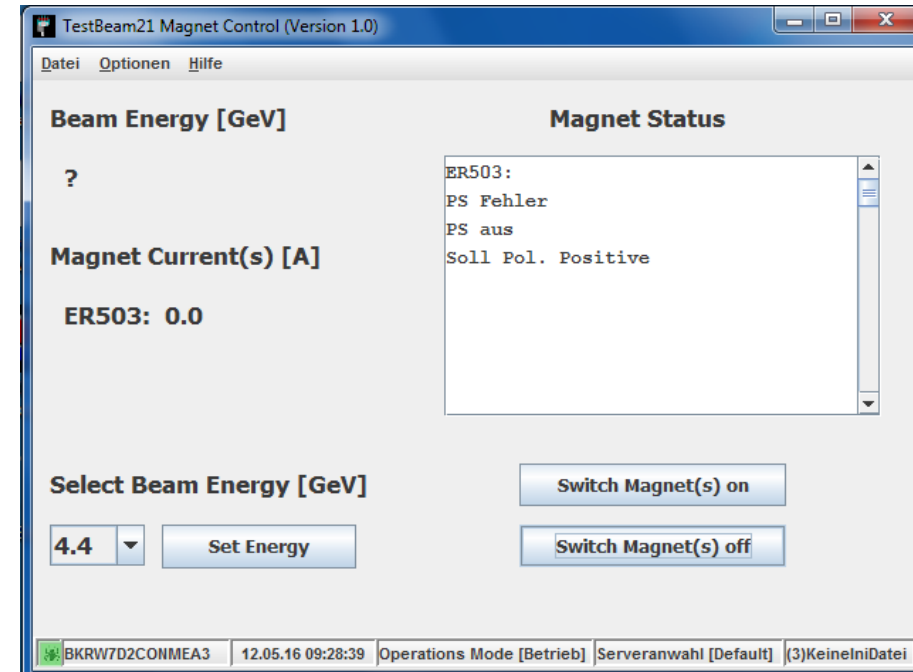 TestBeam21 Magnet Control (Version 1.0)
Datei Optionen Hilfe
Beam Energy [GeV]
?
Magnet Current(s) [A]
ER503: 0.0
Magnet Status
ER503:
PS Fehler
PS aus
Soll Pol. Positive
Select Beam Energy [GeV]
4.4
Set Energy
Switch Magnet(s) on
Switch Magnet(s) off
BKRW7D2CONMEA3 12.05.16 09:28:39 Operations Mode [Betrieb] Serveranwahl [Default] (3)KeineIniDatei